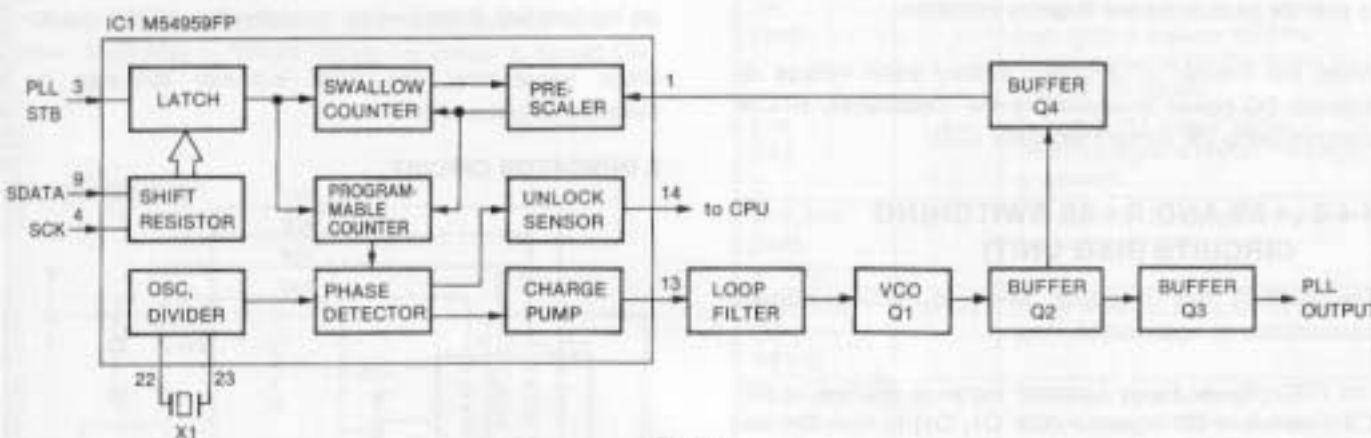 IC1 M54959FP
PLL
STB
3
LATCH
SWALLOW
COUNTER
PRE-
SCALER
1
BUFFER
Q4
SDATA
9
SCK
4
SHIFT
RESISTOR
PROGRAM-
MABLE
COUNTER
UNLOCK
SENSOR
14
to CPU
OSC,
DIVIDER
PHASE
DETECTOR
CHARGE
PUMP
13
LOOP
FILTER
VCO
Q1
BUFFER
Q2
BUFFER
Q3
PLL
OUTPUT
22
23
X1